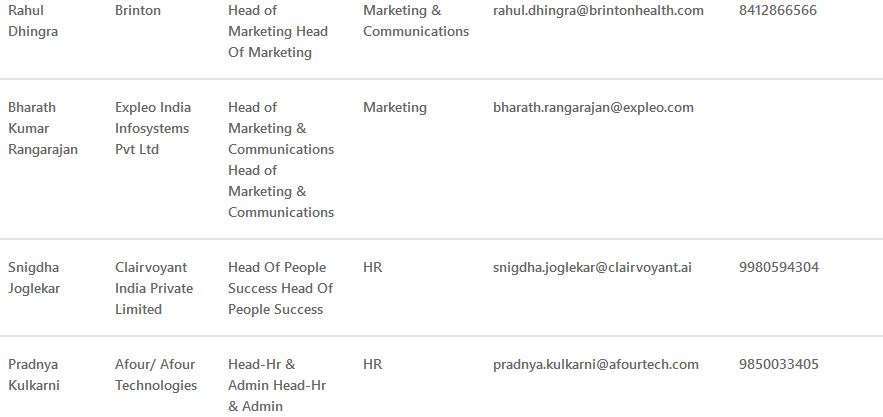 Rahul Brinton Head of Marketing & rahul.dhingra@brintonhealth.com 8412866566
Dhingra Marketing Head Communications
Of Marketing
Bharath Expleo India Head of Marketing bharath.rangarajan@expleo.com
Kumar Infosystems Marketing &
Rangarajan Pvt Ltd Communications
Head of
Marketing &
Communications
Snigdha Clairvoyant Head Of People HR snigdha.joglekar@clairvoyant.ai 9980594304
Joglekar India Private Success Head Of
Limited People Success
Pradnya Afour/ Afour Head-Hr & HR pradnya.kulkarni@afourtech.com 9850033405
Kulkarni Technologies Admin Head-Hr
& Admin